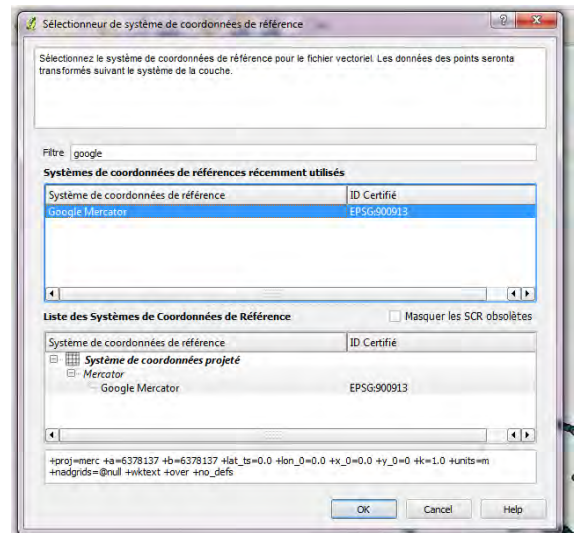 Sélectionneur de système de coordonnées de référence
Sélectionnez le système de coordonnées de référence pour le fichier vectoriel. Les données des points seronta
transformés suivant le système de la couche.
Filtre google
Systèmes de coordonnées de références récemment utilisés
Système de coordonnées de référence ID Certifié
Google Mercator EPSG:900913
Liste des Systèmes de Coordonnées de Référence Masquer les SCR obsolètes
Système de coordonnées de référence ID Certifié
Système de coordonnées projeté
Mercator
Google Mercator EPSG:900913
+proj=merc +a=6378137 +b=6378137 +lat_ts=0.0 +lon_0=0.0 +x_0=0.0 +y_0=0 +k=1.0 +units=m
+nadgrids=@null +wktext +over +no_defs
OK Cancel Help